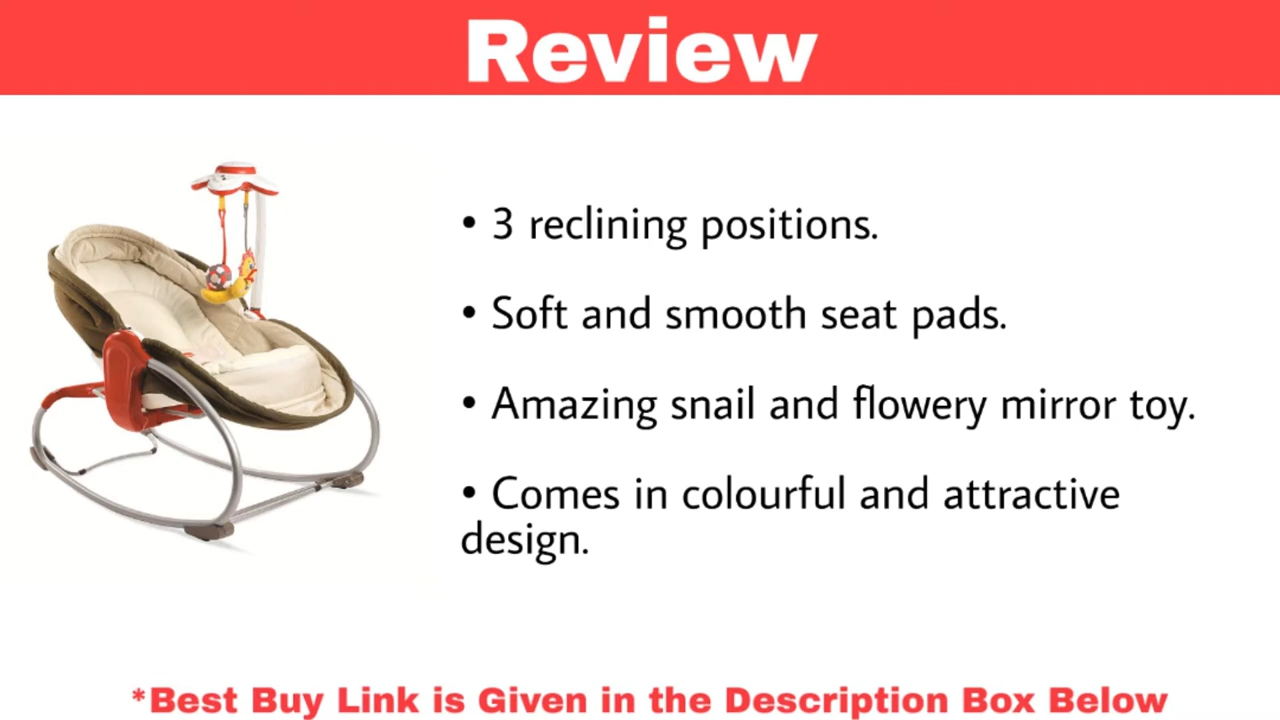 Review
• 3 reclining positions.
• Soft and smooth seat pads.
• Amazing snail and flowery mirror toy.
• Comes in colourful and attractive
design.
*Best Buy Link is Given in the Description Box Below